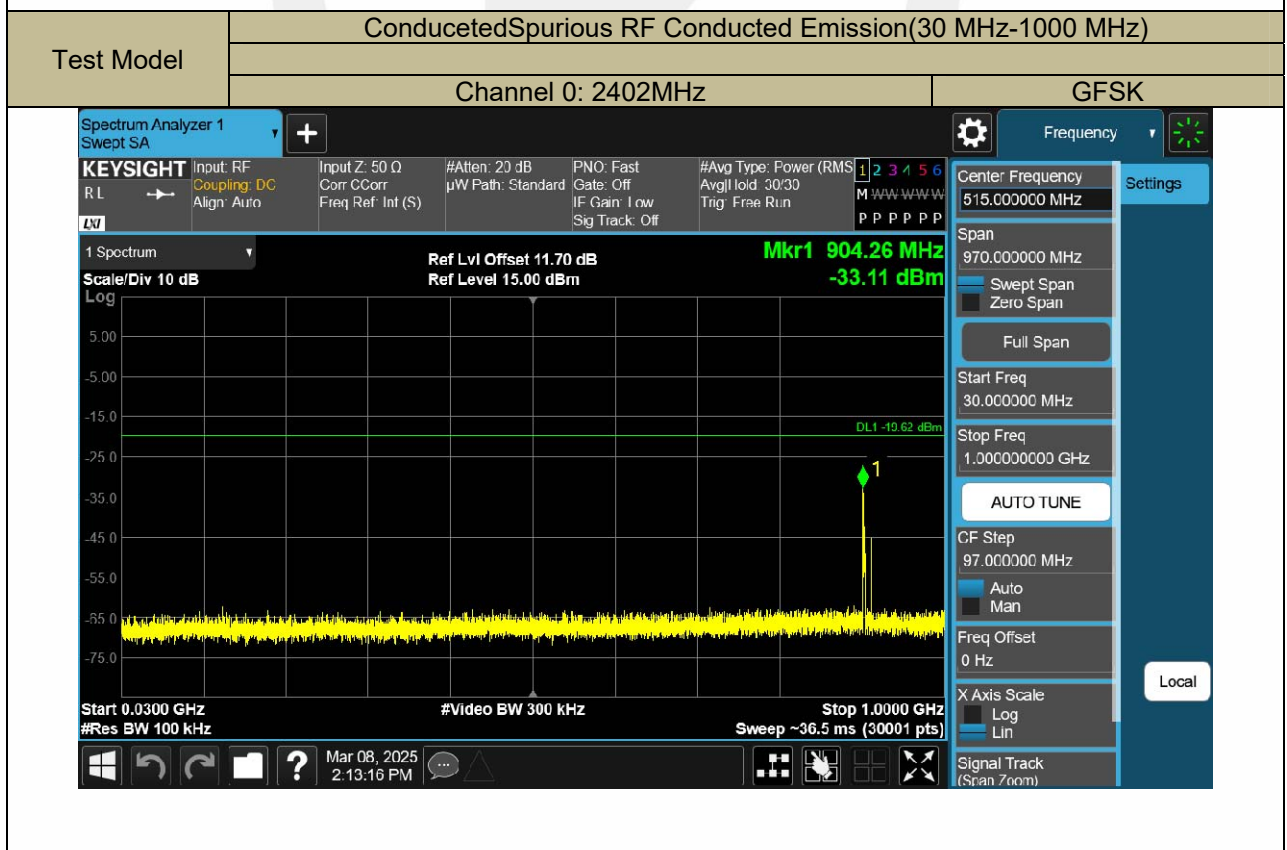 ConducetedSpurious RF Conducted Emission(30 MHz-1000 MHz)
Test Model
Channel 0: 2402MHz GFSK
Spectrum Analyzer 1
Swept SA
+
Frequency
KEYSIGHT
RL
LXI
Input: RF
Coupling: DC
Align: Auto
Input Z: 50 Ω
Corr CCorr
Freq Ref: Int (S)
#Atten: 20 dB
µW Path: Standard
PNO: Fast
Gate: Off
IF Gain: Low
Sig Track: Off
#Avg Type: Power (RMS
Avg|Hold: 30/30
Trig: Free Run
1 2 3 4 5 6
M W W W W W
P P P P P P
1 Spectrum
Scale/Div 10 dB
Log
Ref Lvl Offset 11.70 dB
Ref Level 15.00 dBm
Mkr1 904.26 MHz
-33.11 dBm
5.00
-5.00
-15.0
DL1 -19.62 dBm
-25.0
1
-35.0
-45.0
-55.0
-65.0
-75.0
Start 0.0300 GHz #Video BW 300 kHz Stop 1.0000 GHz
#Res BW 100 kHz Sweep ~36.5 ms (30001 pts)
?
Mar 08, 2025
2:13:16 PM
Settings
Center Frequency
515.000000 MHz
Span
970.000000 MHz
Swept Span
Zero Span
Full Span
Start Freq
30.000000 MHz
Stop Freq
1.000000000 GHz
AUTO TUNE
CF Step
97.000000 MHz
Auto
Man
Freq Offset
0 Hz
X Axis Scale
Log
Lin
Local
Signal Track
(Span Zoom)